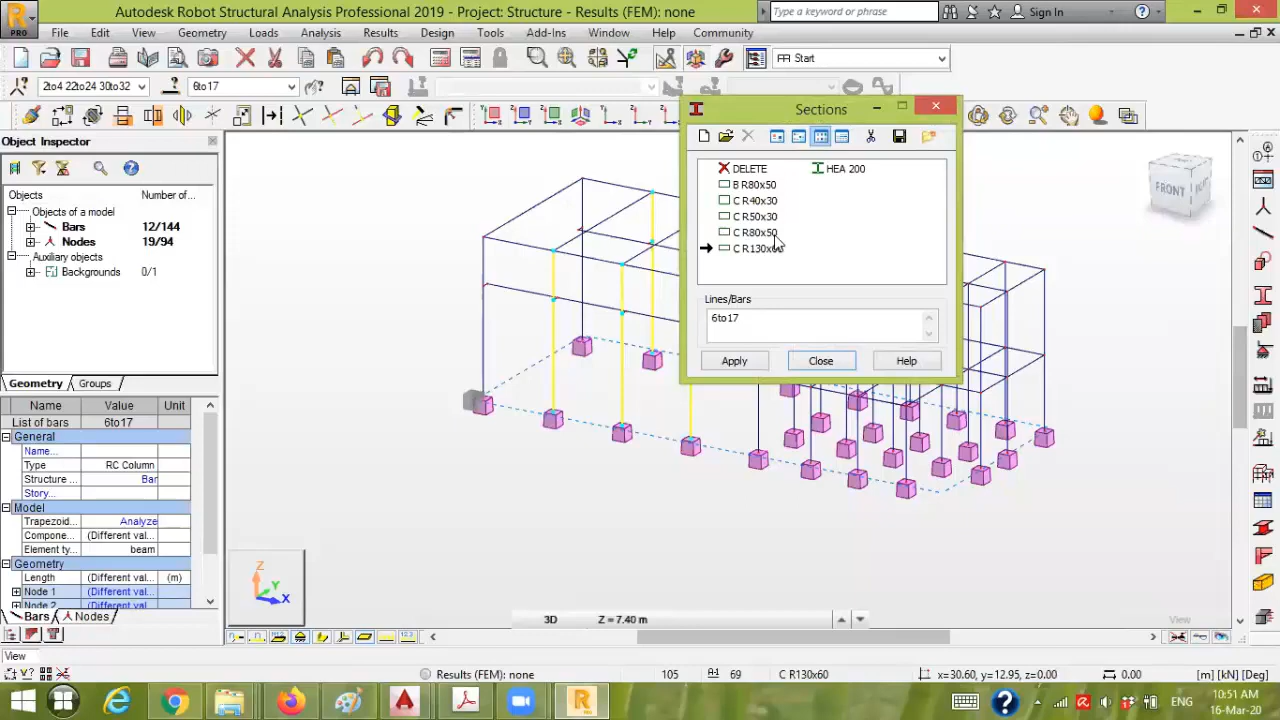 Autodesk Robot Structural Analysis Professional 2019 - Project: Structure - Results (FEM): none
Type a keyword or phrase
Sign In
PRO
File Edit View Geometry Loads Analysis Results Design Tools Add-Ins Window Help Community
Start
2to4 22to24 30to32
6to17
Object Inspector
Objects
Number of...
Objects of a model
Bars 12/144
Nodes 19/94
Auxiliary objects
Backgrounds 0/1
Geometry Groups
Name Value Unit
List of bars 6to17
General
Name...
Type RC Column
Structure ... Bar
Story...
Model
Trapezoid... Analyze
Compone... (Different val...
Element ty... beam
Geometry
Length (Different val... (m)
Node 1 (Different val...
Node 2 (Different val
Bars Nodes
Sections
DELETE
HEA 200
B R80x50
C R40x30
C R50x30
C R80x50
C R130x60
Lines/Bars
6to17
Apply Close Help
FRONT
Z
Y
X
3D Z = 7.40 m
View
View
Results (FEM): none 105 69 C R130x60 x=30.60, y=12.95, z=0.00 0.00 [m] [kN] [Deg]
ENG
10:51 AM
16-Mar-20
PRO